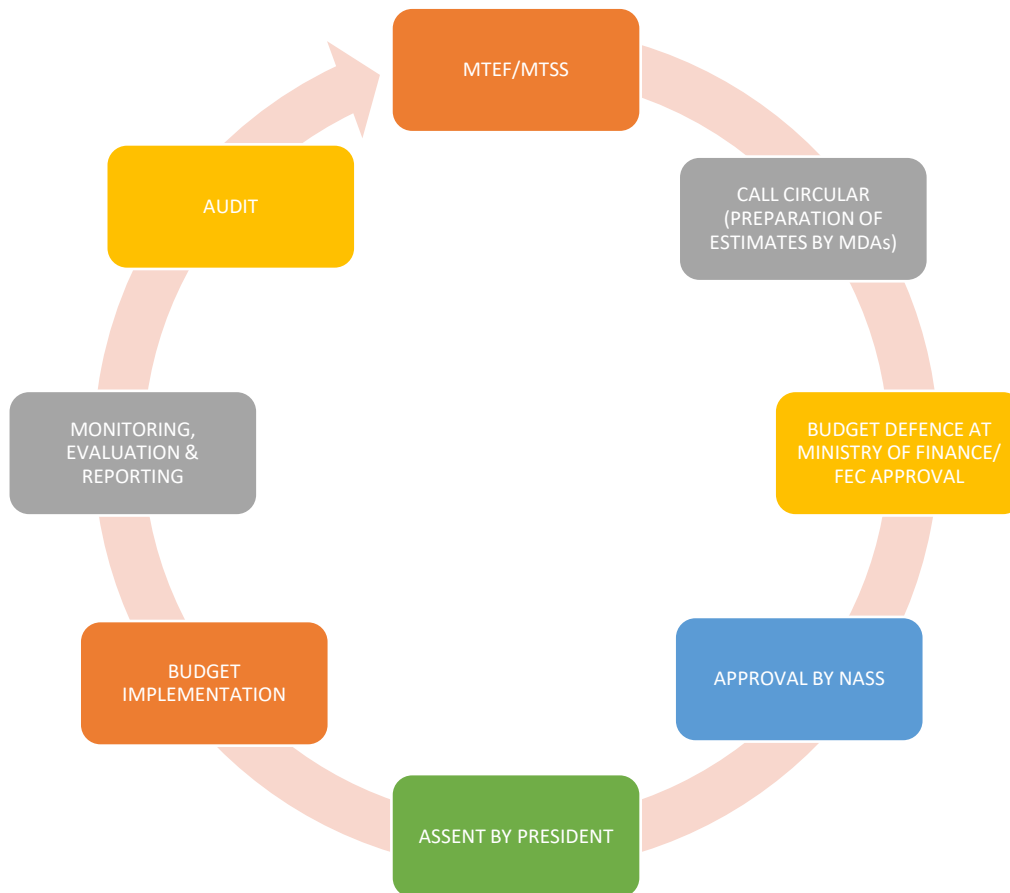 MTEF/MTSS
CALL CIRCULAR
(PREPARATION OF
ESTIMATES BY MDAs)
BUDGET DEFENCE AT
MINISTRY OF FINANCE/
FEC APPROVAL
APPROVAL BY NASS
ASSENT BY PRESIDENT
BUDGET
IMPLEMENTATION
MONITORING,
EVALUATION &
REPORTING
AUDIT